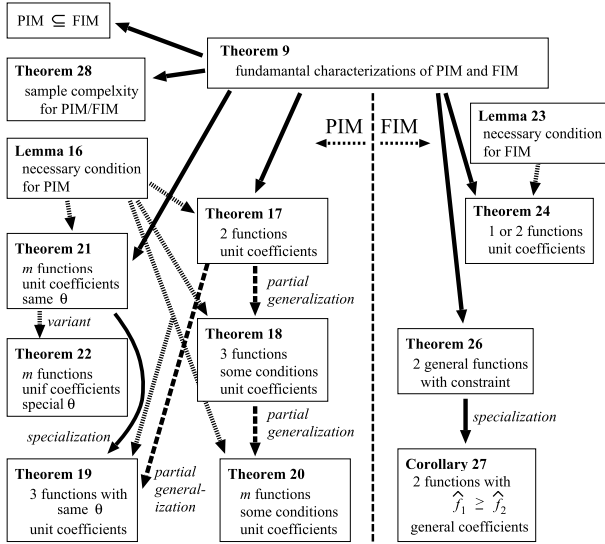 PIM ⊆ FIM
Theorem 9
fundamantal characterizations of PIM and FIM
Theorem 28
sample compelxity
for PIM/FIM
PIM
FIM
Lemma 23
necessary condition
for FIM
Lemma 16
necessary condition
for PIM
Theorem 17
2 functions
unit coefficients
Theorem 24
1 or 2 functions
unit coefficients
Theorem 21
m functions
unit coefficients
same θ
partial
generalization
variant
Theorem 18
3 functions
some conditions
unit coefficients
Theorem 26
2 general functions
with constraint
Theorem 22
m functions
unif coefficients
special θ
partial
generalization
specialization
specialization
Theorem 19
3 functions with
same θ
unit coefficients
partial
general-
ization
Theorem 20
m functions
some conditions
unit coefficients
Corollary 27
2 functions with
f̂₁ ≥ f̂₂
general coefficients